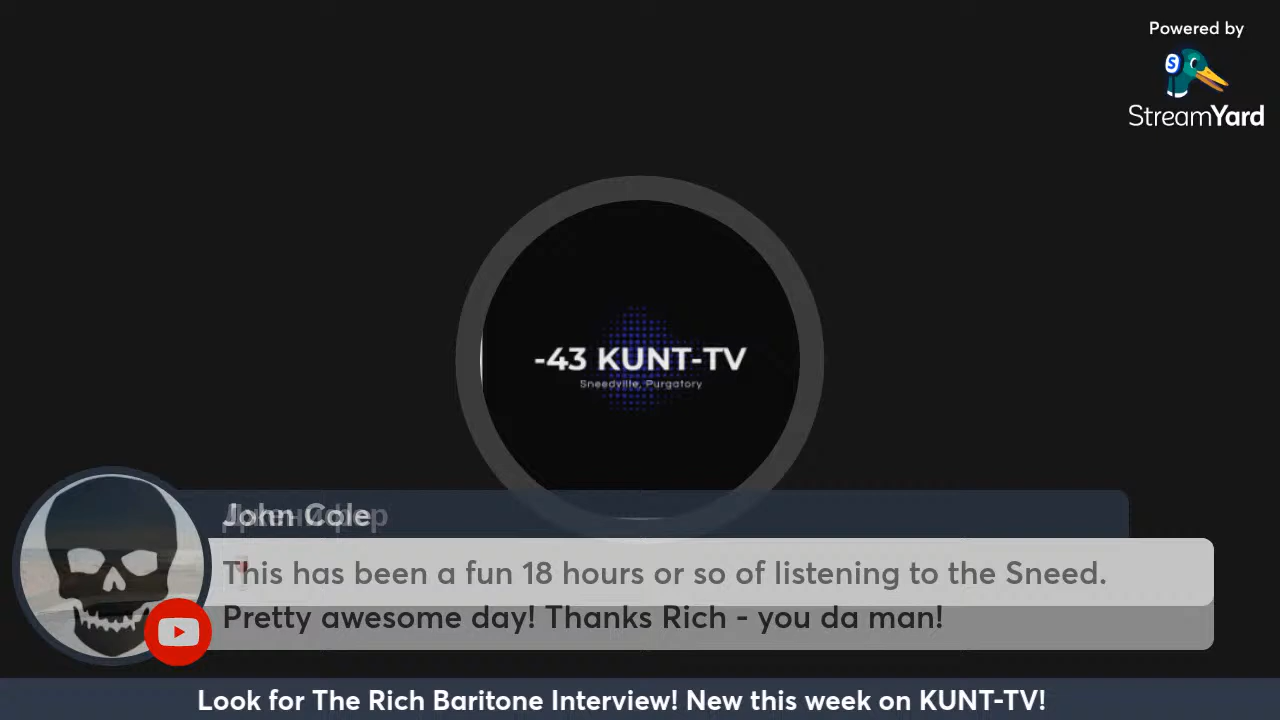 Powered by
S
StreamYard
-43 KUNT-TV
Sneedville, Purgatory
John Cole
This has been a fun 18 hours or so of listening to the Sneed.
Pretty awesome day! Thanks Rich - you da man!
Look for The Rich Baritone Interview! New this week on KUNT-TV!